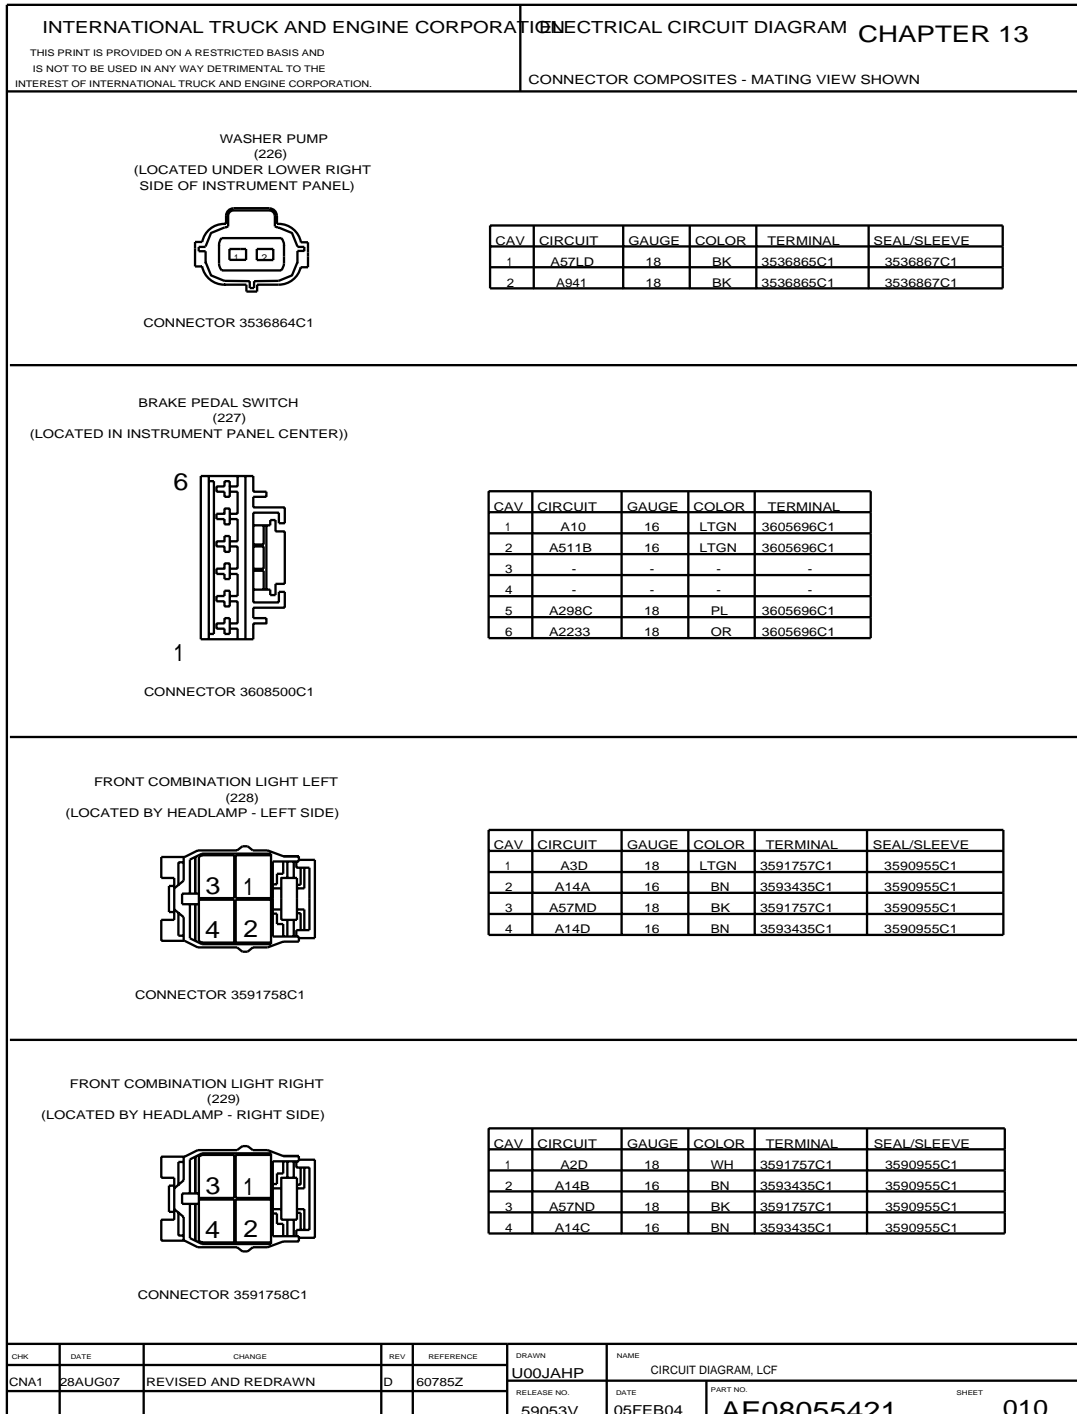 INTERNATIONAL TRUCK AND ENGINE CORPORATION
THIS PRINT IS PROVIDED ON A RESTRICTED BASIS AND
IS NOT TO BE USED IN ANY WAY DETRIMENTAL TO THE
INTEREST OF INTERNATIONAL TRUCK AND ENGINE CORPORATION.
ELECTRICAL CIRCUIT DIAGRAM CHAPTER 13
CONNECTOR COMPOSITES - MATING VIEW SHOWN
WASHER PUMP
(226)
(LOCATED UNDER LOWER RIGHT
SIDE OF INSTRUMENT PANEL)
1 2
CONNECTOR 3536864C1
CAV CIRCUIT GAUGE COLOR TERMINAL SEAL/SLEEVE
1 A57LD 18 BK 3536865C1 3536867C1
2 A941 18 BK 3536865C1 3536867C1
BRAKE PEDAL SWITCH
(227)
(LOCATED IN INSTRUMENT PANEL CENTER))
6
1
CONNECTOR 3608500C1
CAV CIRCUIT GAUGE COLOR TERMINAL
1 A10 16 LTGN 3605696C1
2 A511B 16 LTGN 3605696C1
3 - - - -
4 - - - -
5 A298C 18 PL 3605696C1
6 A2233 18 OR 3605696C1
FRONT COMBINATION LIGHT LEFT
(228)
(LOCATED BY HEADLAMP - LEFT SIDE)
3 1
4 2
CONNECTOR 3591758C1
CAV CIRCUIT GAUGE COLOR TERMINAL SEAL/SLEEVE
1 A3D 18 LTGN 3591757C1 3590955C1
2 A14A 16 BN 3593435C1 3590955C1
3 A57MD 18 BK 3591757C1 3590955C1
4 A14D 16 BN 3593435C1 3590955C1
FRONT COMBINATION LIGHT RIGHT
(229)
(LOCATED BY HEADLAMP - RIGHT SIDE)
3 1
4 2
CONNECTOR 3591758C1
CAV CIRCUIT GAUGE COLOR TERMINAL SEAL/SLEEVE
1 A2D 18 WH 3591757C1 3590955C1
2 A14B 16 BN 3593435C1 3590955C1
3 A57ND 18 BK 3591757C1 3590955C1
4 A14C 16 BN 3593435C1 3590955C1
CHK DATE CHANGE REV REFERENCE
CNA1 28AUG07 REVISED AND REDRAWN D 60785Z
DRAWN
U00JAHP
NAME
CIRCUIT DIAGRAM, LCF
RELEASE NO.
59053V
DATE
05FEB04
PART NO.
AE08055421
SHEET
010